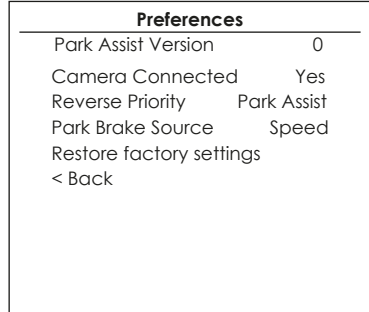 Preferences
Park Assist Version 0
Camera Connected Yes
Reverse Priority Park Assist
Park Brake Source Speed
Restore factory settings
< Back